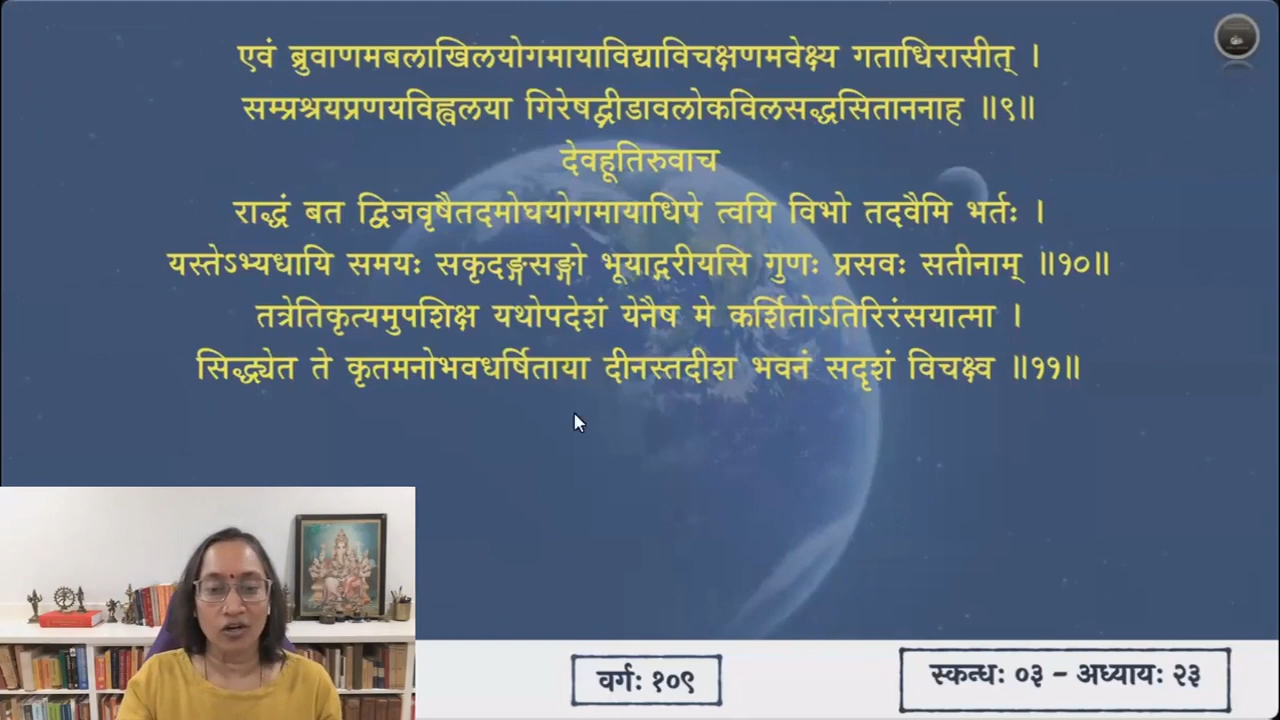 एवं ब्रुवाणमबलाखिलयोगमायाविद्याविचक्षणमवेक्ष्य गताधिरासीत् ।
सम्प्रश्रयप्रणयविह्वलया गिरेषद्व्रीडावलोकविलसद्धसिताननाह ॥९॥
देवहूतिरुवाच
राद्धं बत द्विजवृषैतदमोघयोगमायाधिपे त्वयि विभो तदवैमि भर्तः ।
यस्तेऽभ्यधायि समयः सकृदङ्गसङ्गो भूयाद्गरीयसि गुणः प्रसवः सतीनाम् ॥१०॥
तत्रेतिकृत्यमुपशिक्ष यथोपदेशं येनैष मे कर्शितोऽतिरिरंसयात्मा ।
सिद्ध्येत ते कृतमनोभवधर्षिताया दीनस्तदीश भवनं सदृशं विचक्ष्व ॥११॥
वर्गः १०९
स्कन्धः ०३ - अध्यायः २३